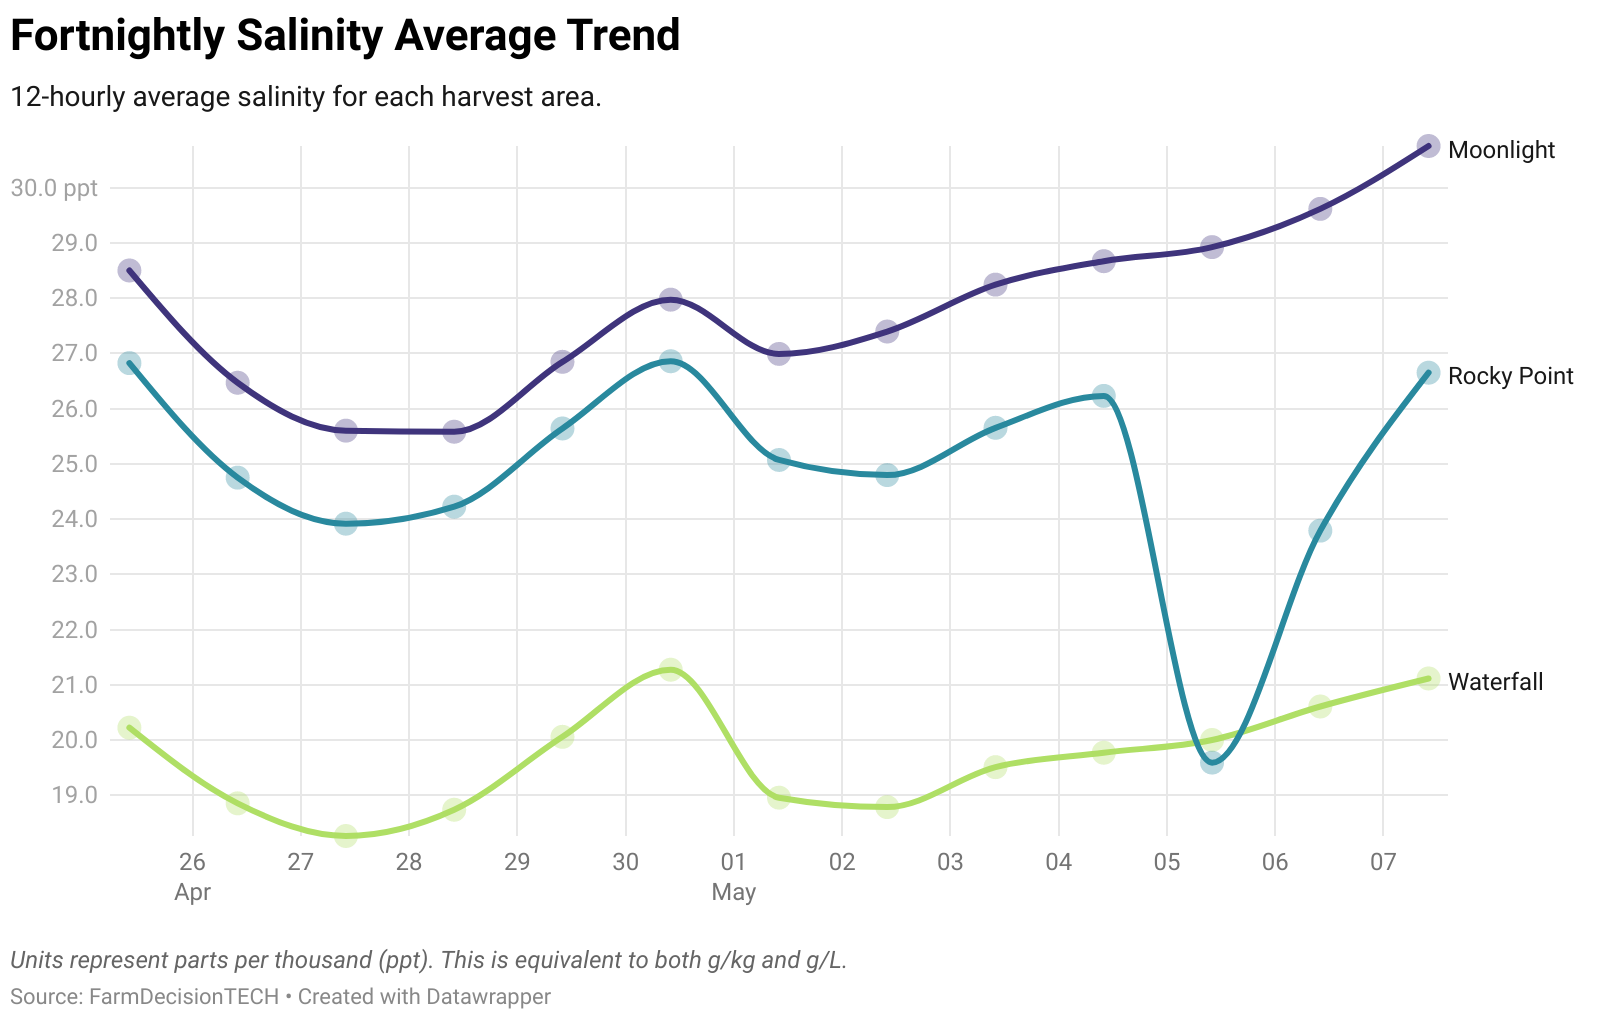 Fortnightly Salinity Average Trend
12-hourly average salinity for each harvest area.
Moonlight
30.0 ppt
29.0
28.0
27.0
Rocky Point
26.0
25.0
24.0
23.0
22.0
21.0
Waterfall
20.0
19.0
26 27 28 29 30 01 02 03 04 05 06 07
Apr May
Units represent parts per thousand (ppt). This is equivalent to both g/kg and g/L.
Source: FarmDecisionTECH • Created with Datawrapper